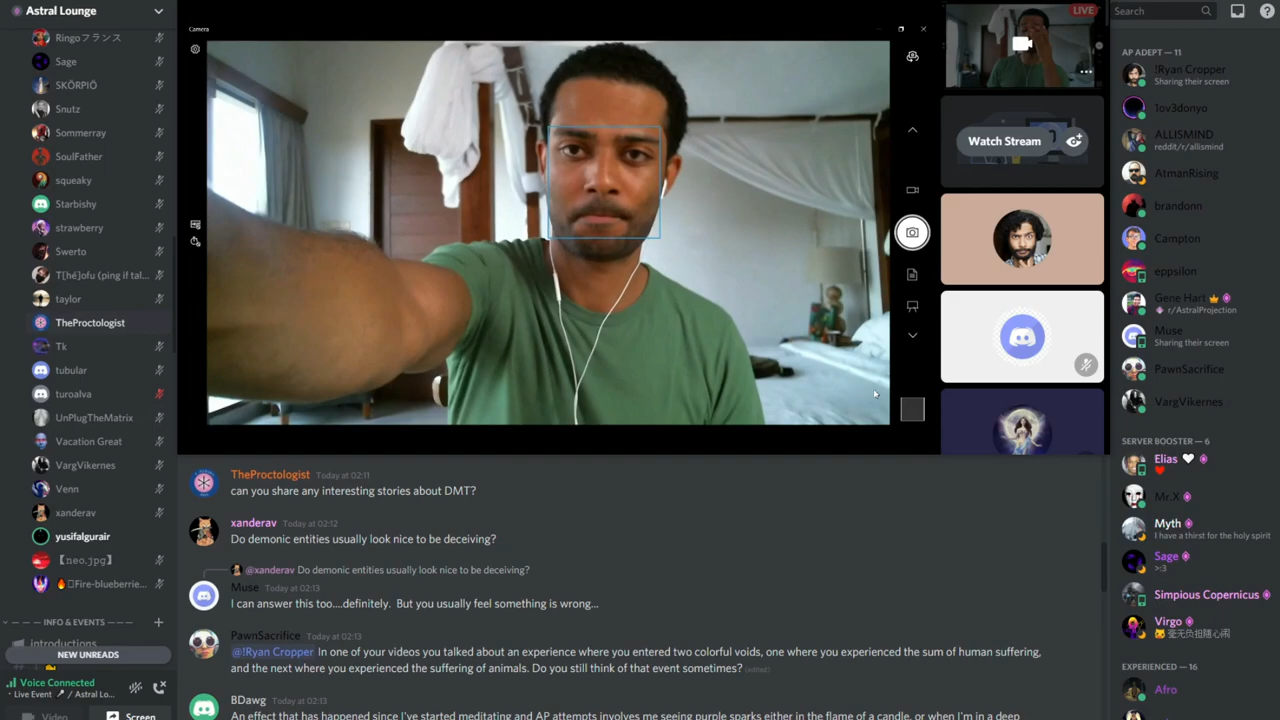 Astral Lounge
Ringoフランス
Sage
SKÖRPIÖ
Snutz
Sommerray
SoulFather
squeaky
Starbishy
strawberry
Swerto
T[hé]ofu (ping if tal...
taylor
TheProctologist
Tk
tubular
turoalva
UnPlugTheMatrix
Vacation Great
VargVikernes
Venn
xanderav
yusifalgurair
【neo.jpg】
Fire-blueberrie...
INFO & EVENTS
introductions
NEW UNREADS
Voice Connected
Live Event / Astral Lo...
Video
Screen
Camera
LIVE
Watch Stream
TheProctologist Today at 02:11
can you share any interesting stories about DMT?
xanderav Today at 02:12
Do demonic entities usually look nice to be deceiving?
@xanderav Do demonic entities usually look nice to be deceiving?
Muse Today at 02:13
I can answer this too....definitely. But you usually feel something is wrong...
PawnSacrifice Today at 02:13
@!Ryan Cropper In one of your videos you talked about an experience where you entered two colorful voids, one where you experienced the sum of human suffering,
and the next where you experienced the suffering of animals. Do you still think of that event sometimes? (edited)
BDawg Today at 02:13
An effect that has happened since I've started meditating and AP attempts involves me seeing purple sparks either in the flame of a candle, or when I'm in a deep
Search
AP ADEPT — 11
!Ryan Cropper
Sharing their screen
1ov3donyo
ALLISMIND
reddit/r/allismind
AtmanRising
brandonn
Campton
eppsilon
Gene Hart
r/AstralProjection
Muse
Sharing their screen
PawnSacrifice
VargVikernes
SERVER BOOSTER — 6
Elias
Mr.X
Myth
I have a thirst for the holy spirit
Sage
>:3
Simpious Copernicus
Virgo
毫无负担随心闹
EXPERIENCED — 16
Afro